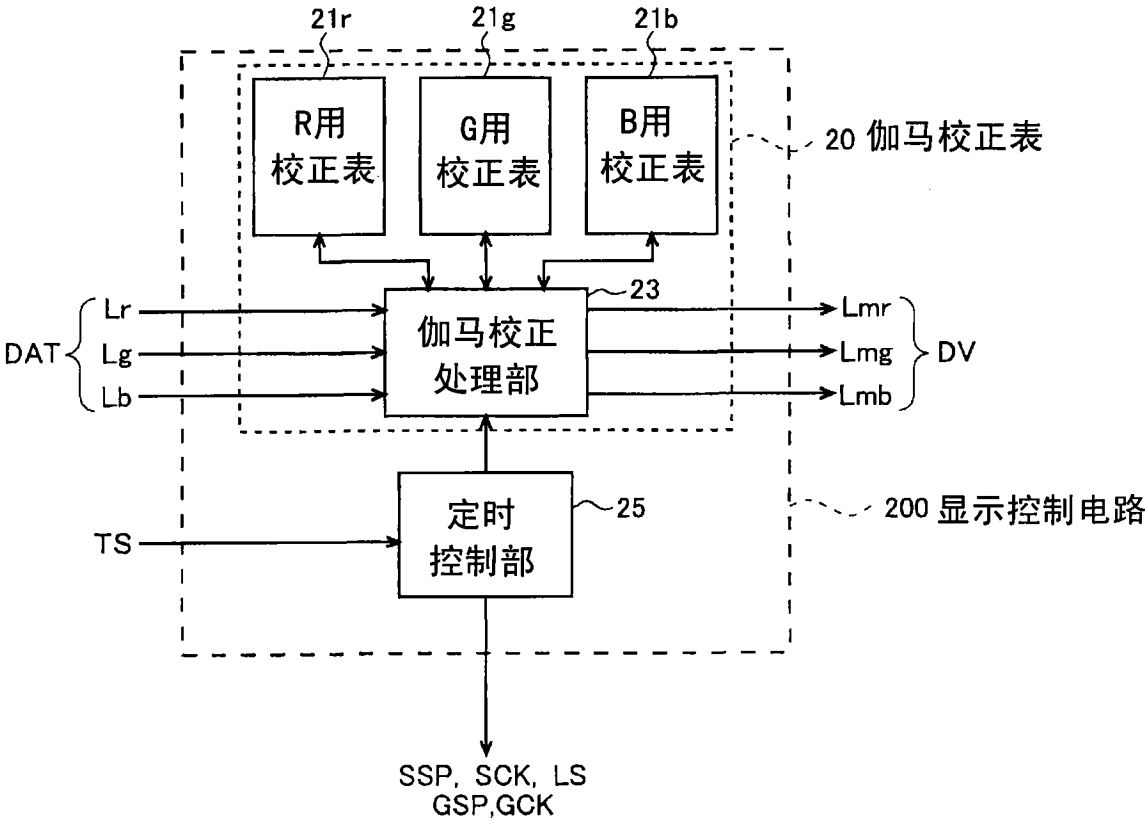 21r
21g
21b
R用
校正表
G用
校正表
B用
校正表
20 伽马校正表
23
Lr
Lg
Lb
DAT
伽马校正
处理部
Lmr
Lmg
Lmb
DV
定时
控制部
25
200 显示控制电路
TS
SSP, SCK, LS
GSP,GCK